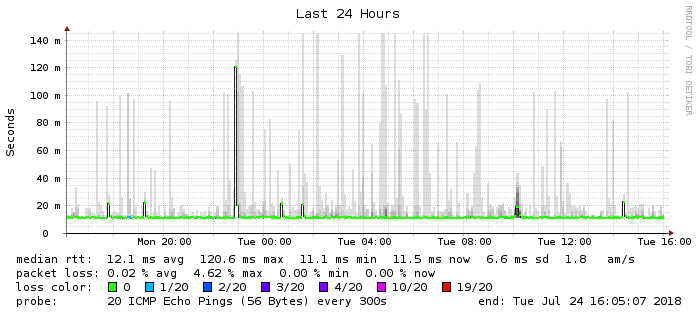 Last 24 Hours
RRDTOOL / TOBI OETIKER
Seconds
140 m
120 m
100 m
80 m
60 m
40 m
20 m
0
Mon 20:00 Tue 00:00 Tue 04:00 Tue 08:00 Tue 12:00 Tue 16:00
median rtt: 12.1 ms avg 120.6 ms max 11.1 ms min 11.5 ms now 6.6 ms sd 1.8 am/s
packet loss: 0.02 % avg 4.62 % max 0.00 % min 0.00 % now
loss color: 0 1/20 2/20 3/20 4/20 10/20 19/20
probe: 20 ICMP Echo Pings (56 Bytes) every 300s end: Tue Jul 24 16:05:07 2018